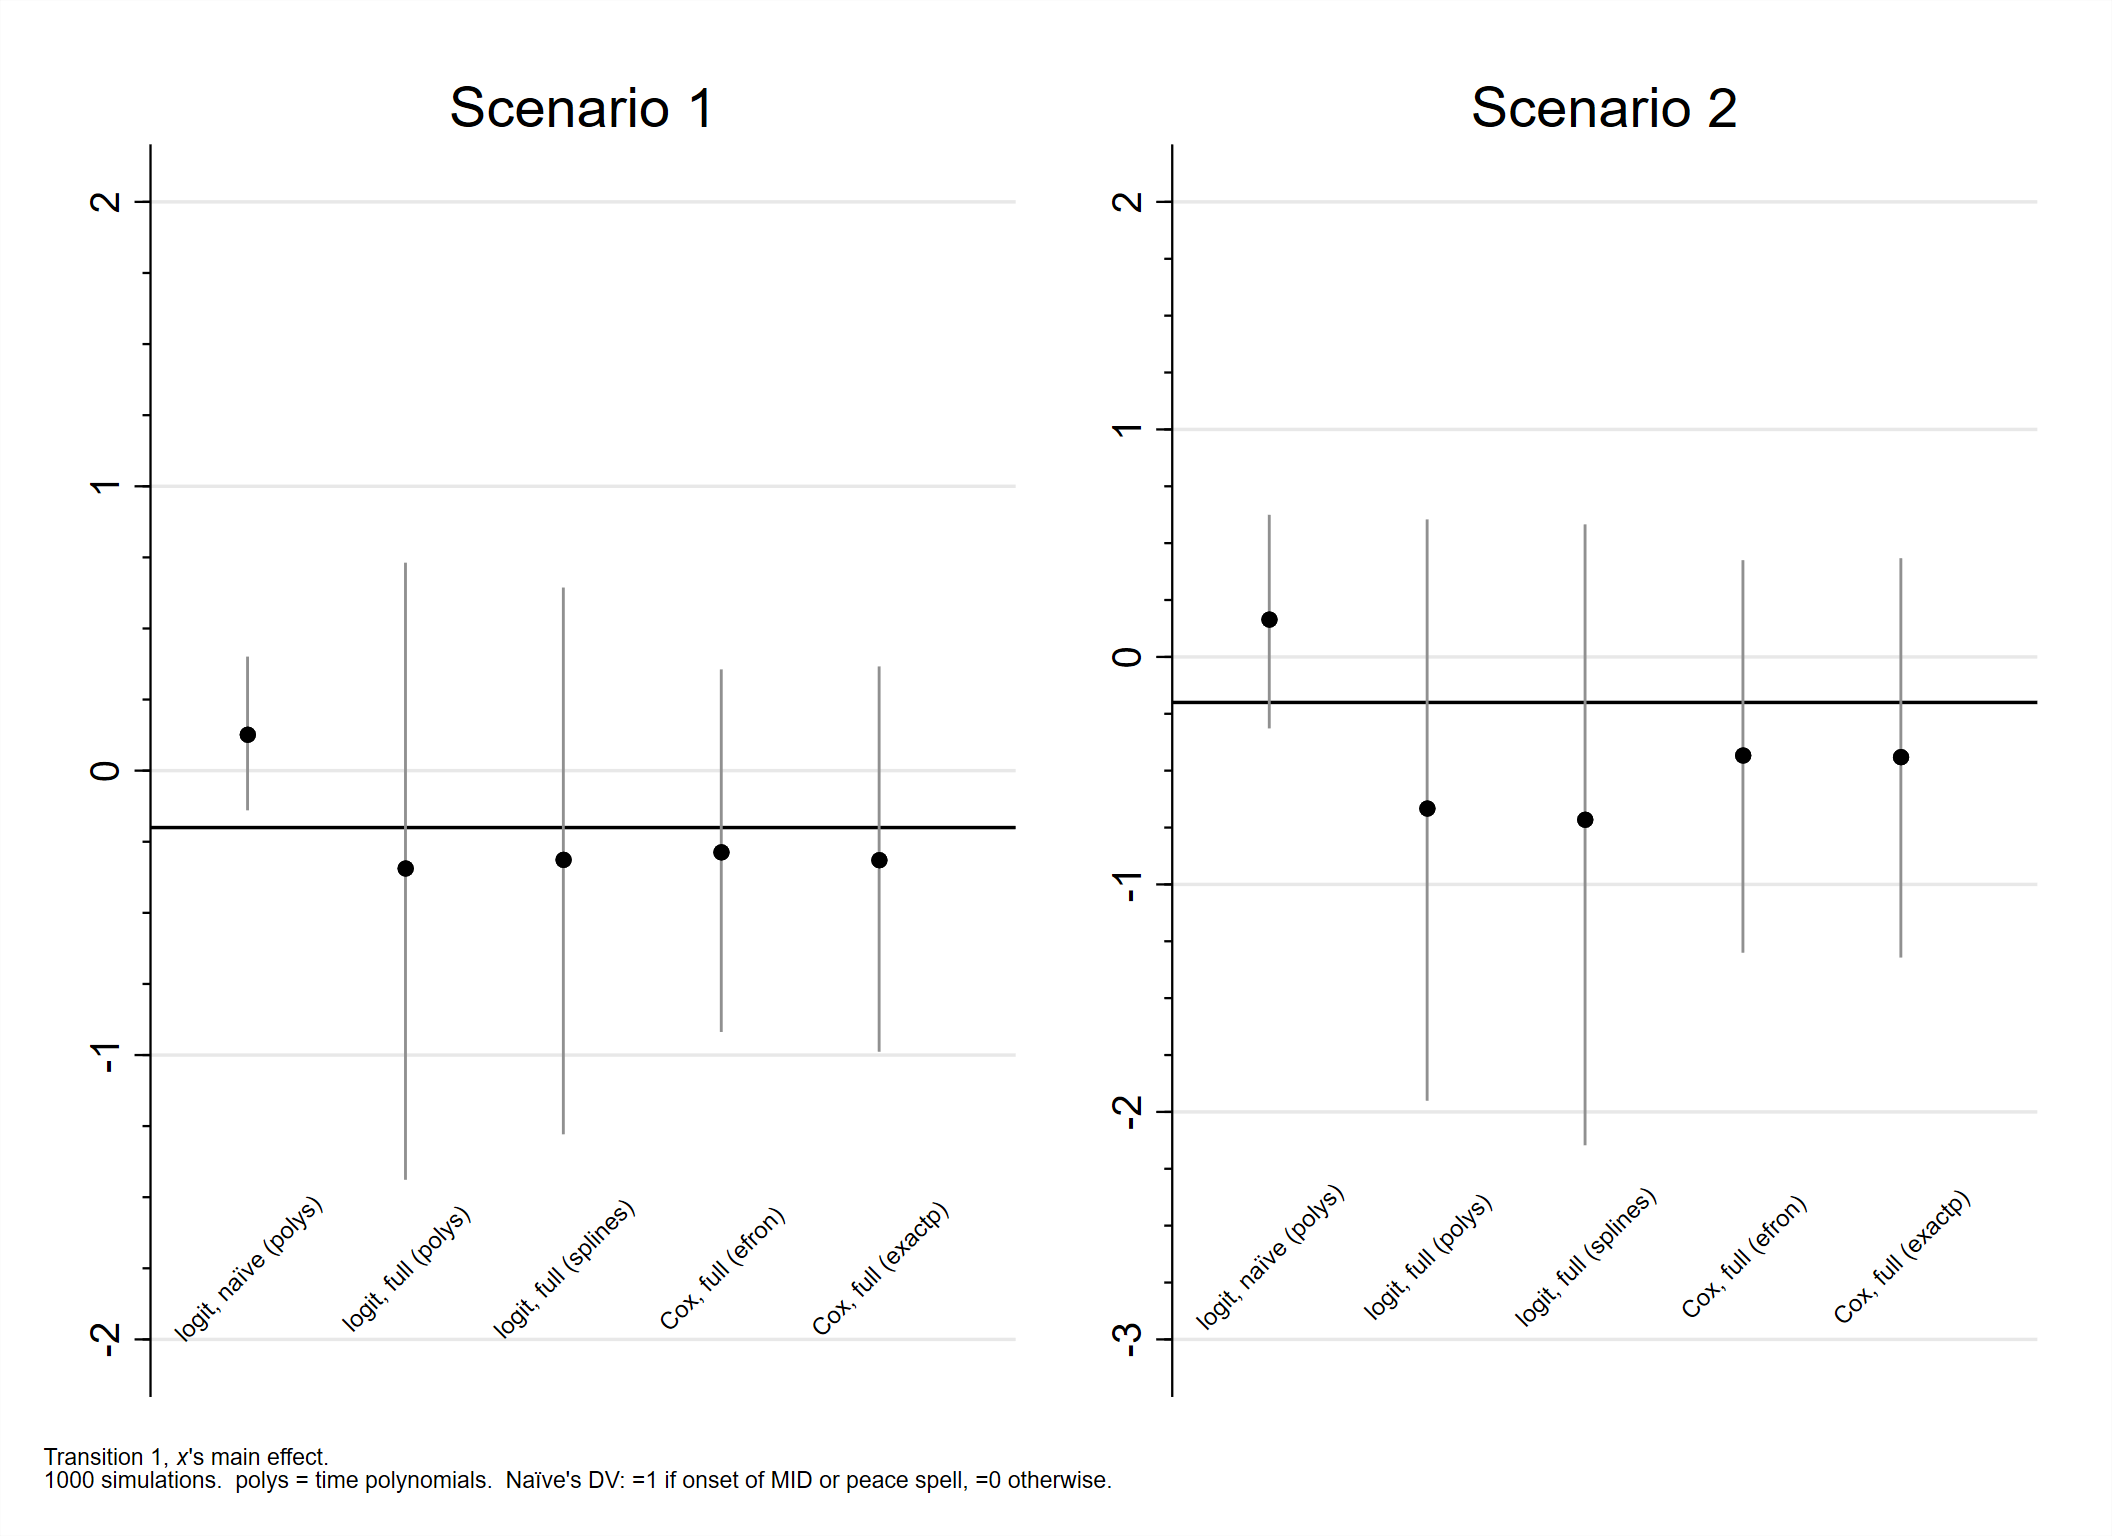 Scenario 1
2
1
0
-1
-2
logit, naïve (polys)
logit, full (polys)
logit, full (splines)
Cox, full (efron)
Cox, full (exactp)
Scenario 2
2
1
0
-1
-2
-3
logit, naïve (polys)
logit, full (polys)
logit, full (splines)
Cox, full (efron)
Cox, full (exactp)
Transition 1, x's main effect.
1000 simulations.  polys = time polynomials.  Naïve's DV: =1 if onset of MID or peace spell, =0 otherwise.